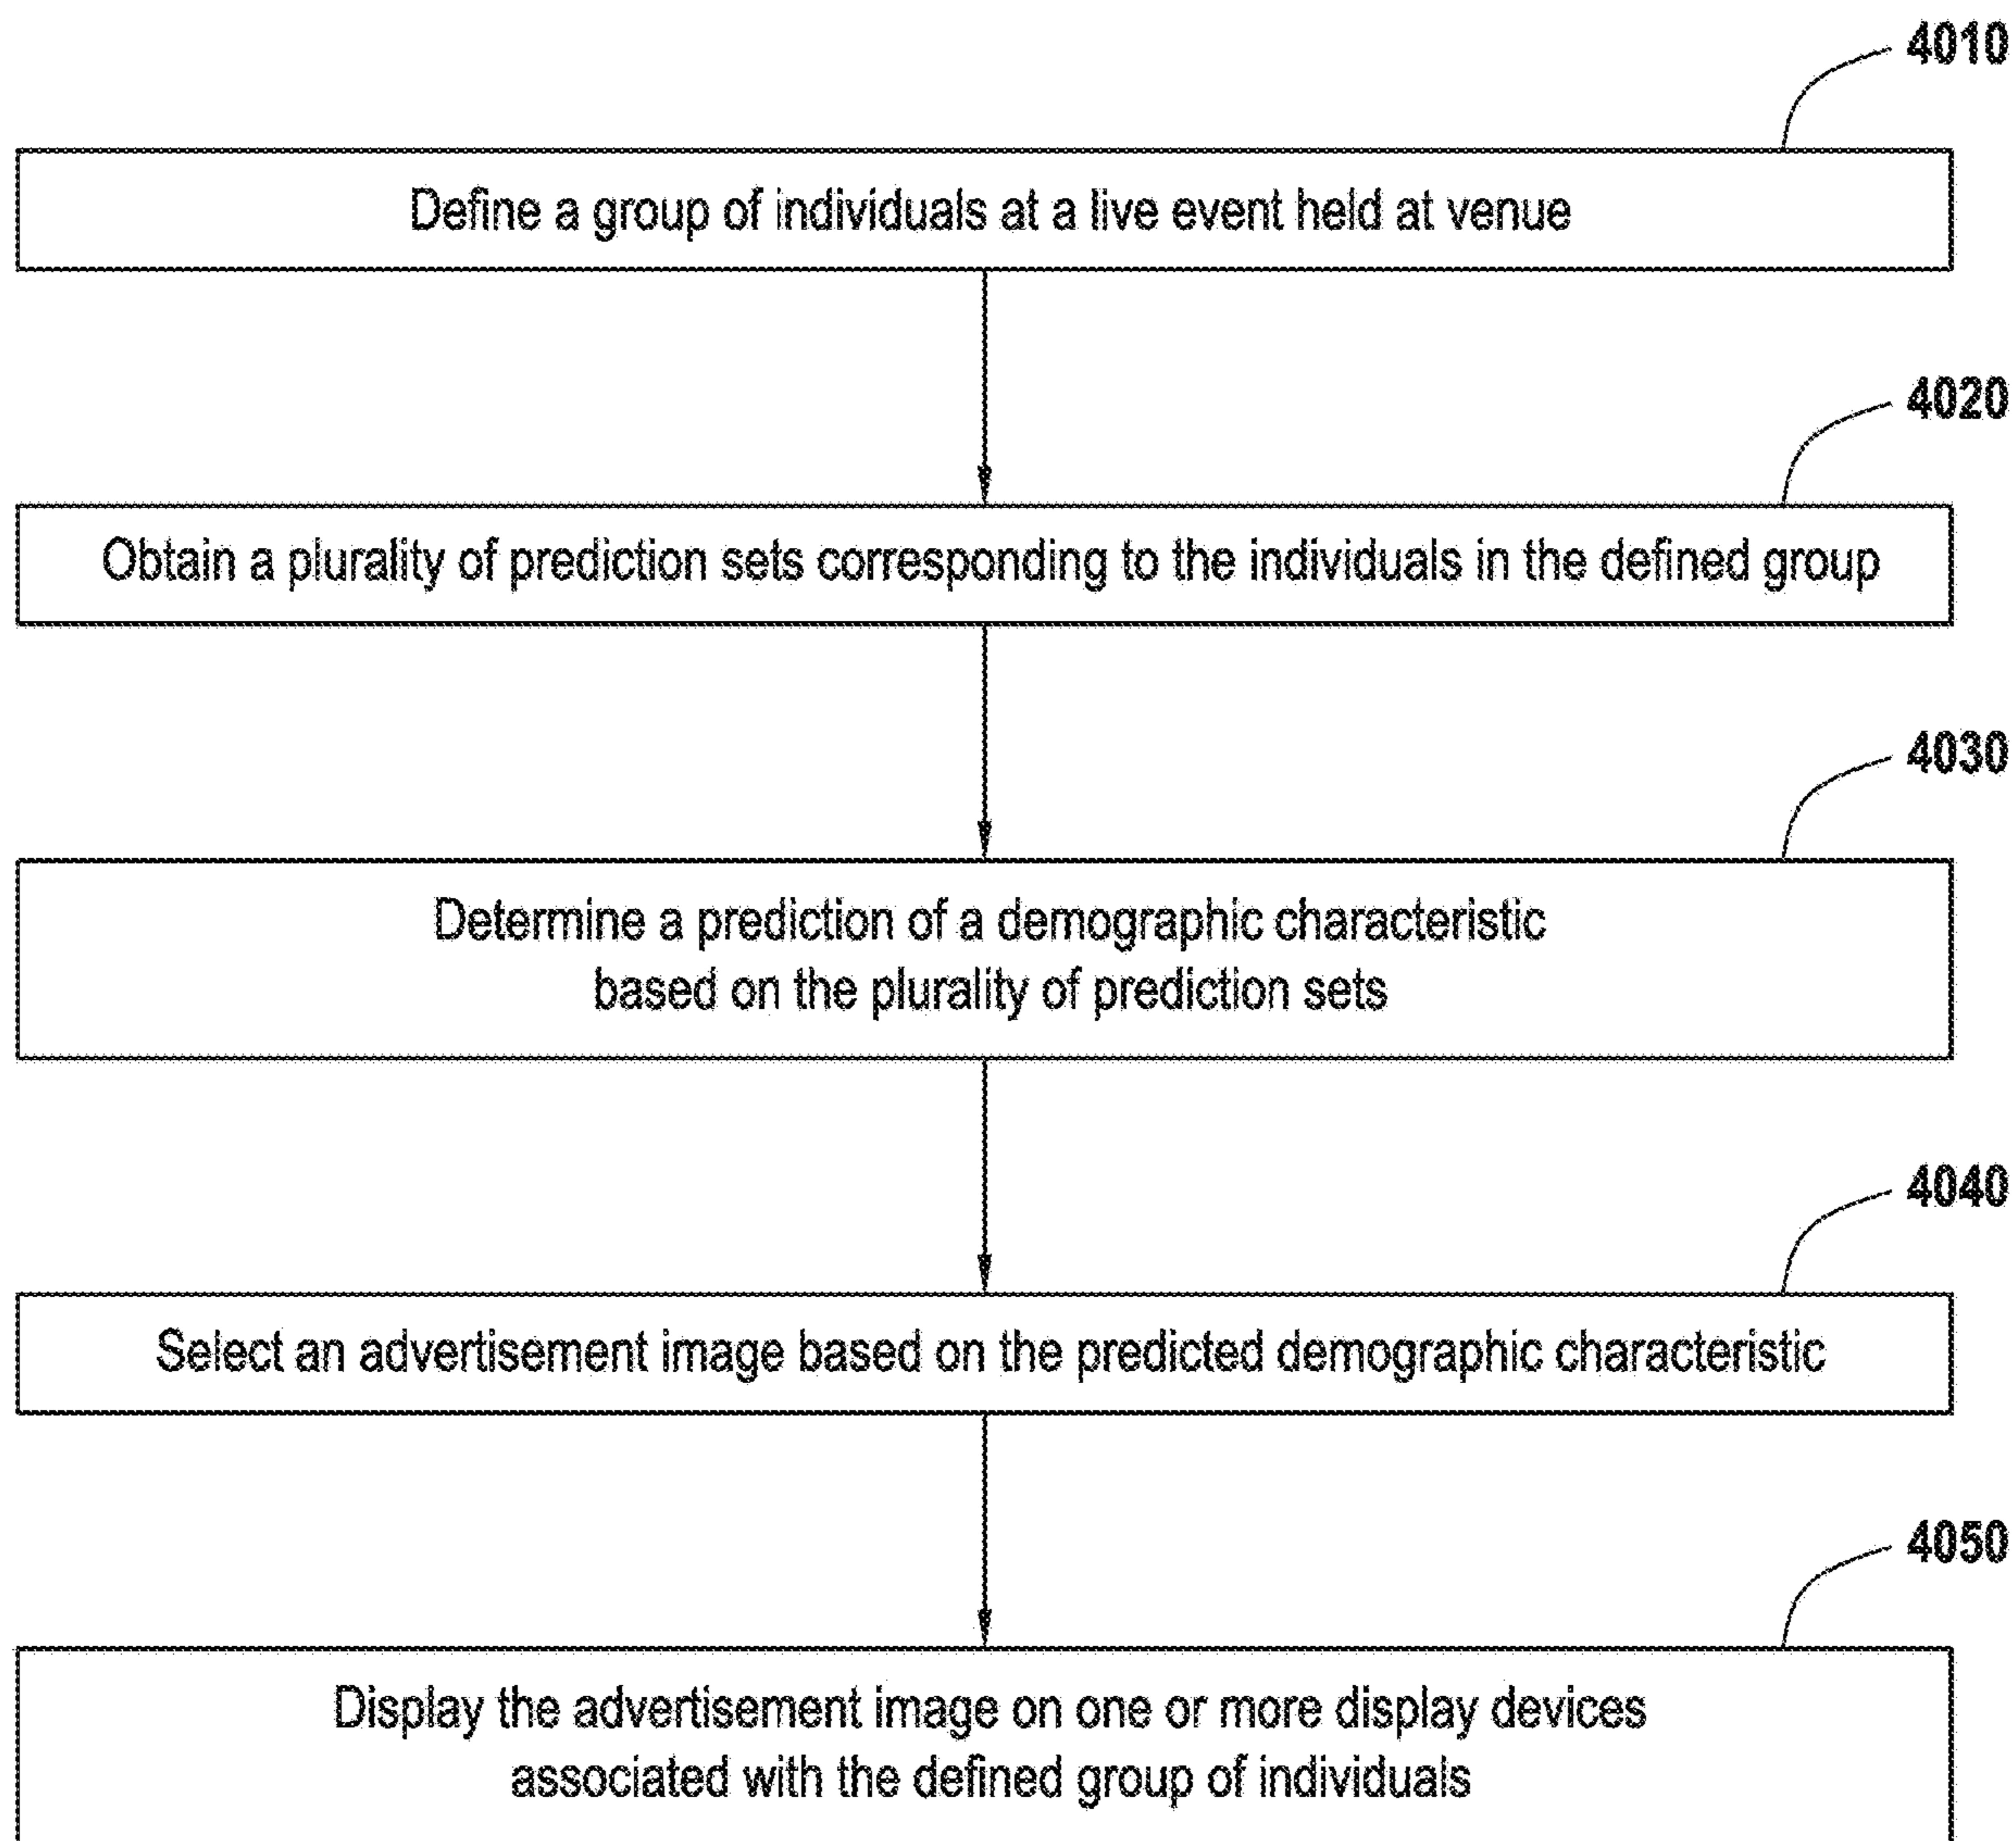 4010
Define a group of individuals at a live event held at venue
4020
Obtain a plurality of prediction sets corresponding to the individuals in the defined group
4030
Determine a prediction of a demographic characteristic
based on the plurality of prediction sets
4040
Select an advertisement image based on the predicted demographic characteristic
4050
Display the advertisement image on one or more display devices
associated with the defined group of individuals